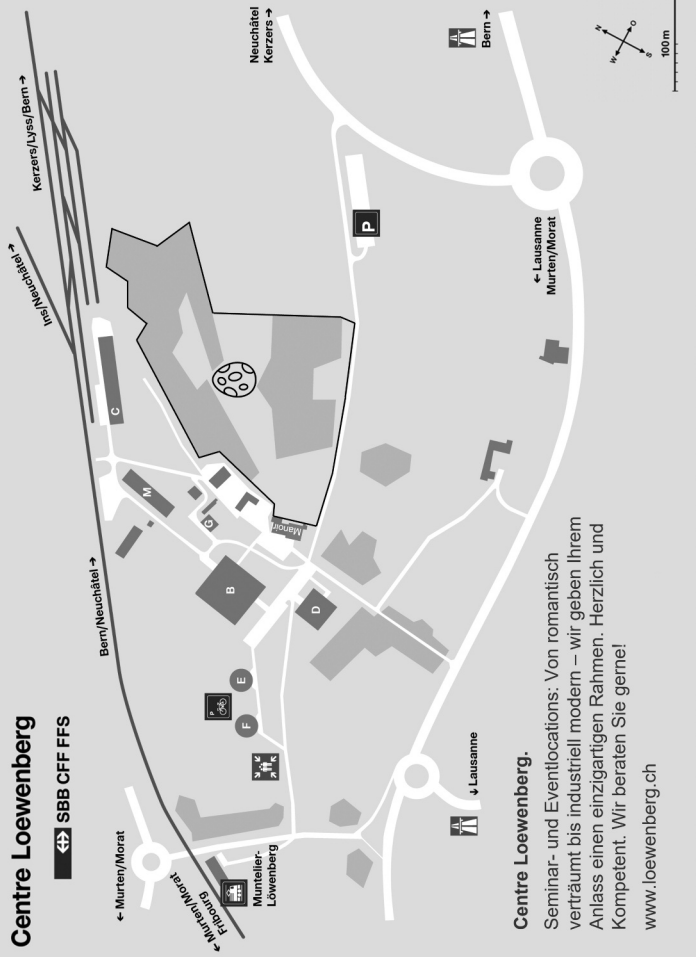 Centre Loewenberg
SBB CFF FFS
← Murten/Morat
← Murten/Morat
Fribourg
Muntelier-
Löwenberg
Bern/Neuchâtel →
Ins/Neuchâtel →
Kerzers/Lyss/Bern →
Neuchâtel
Kerzers →
Bern →
← Lausanne
Murten/Morat
↓ Lausanne
P
P
F
E
B
D
G
M
C
Manoir
N
O
S
W
100 m
Centre Loewenberg.
Seminar- und Eventlocations: Von romantisch
verträumt bis industriell modern – wir geben Ihrem
Anlass einen einzigartigen Rahmen. Herzlich und
Kompetent. Wir beraten Sie gerne!
www.loewenberg.ch